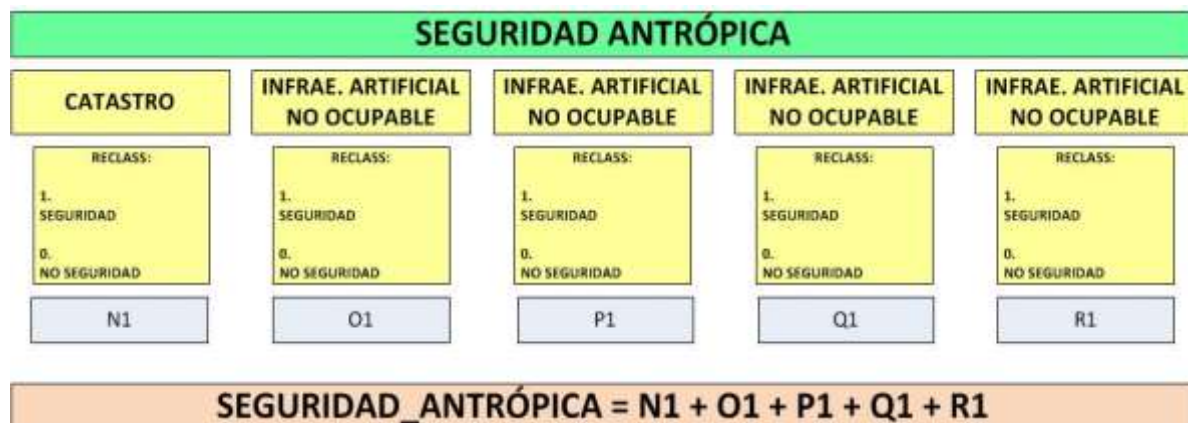 SEGURIDAD ANTRÓPICA
CATASTRO
INFRAE. ARTIFICIAL
NO OCUPABLE
INFRAE. ARTIFICIAL
NO OCUPABLE
INFRAE. ARTIFICIAL
NO OCUPABLE
INFRAE. ARTIFICIAL
NO OCUPABLE
RECLASS:
1.
SEGURIDAD
0.
NO SEGURIDAD
RECLASS:
1.
SEGURIDAD
0.
NO SEGURIDAD
RECLASS:
1.
SEGURIDAD
0.
NO SEGURIDAD
RECLASS:
1.
SEGURIDAD
0.
NO SEGURIDAD
RECLASS:
1.
SEGURIDAD
0.
NO SEGURIDAD
N1
O1
P1
Q1
R1
SEGURIDAD_ANTRÓPICA = N1 + O1 + P1 + Q1 + R1